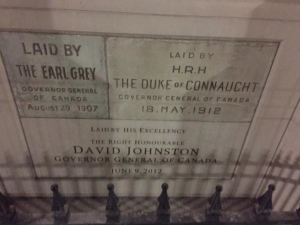 LAID BY
THE EARL GREY
GOVERNOR GENERAL
OF CANADA
LAID BY
H.R.H
THE DUKE OF CONNAUGHT
GOVERNOR GENERAL OF CANADA
18. MAY. 1912
LAID BY HIS EXCELLENCY
THE RIGHT HONOURABLE
DAVID JOHNSTON
GOVERNOR GENERAL OF CANADA
JUNE 9, 2012